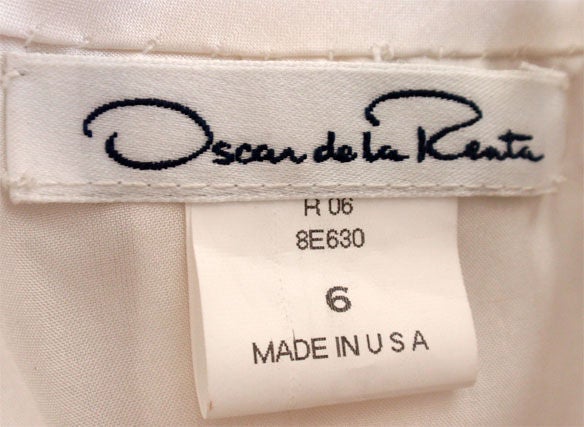 Oscar de la Renta
R 06
8E630
6
MADE IN U S A